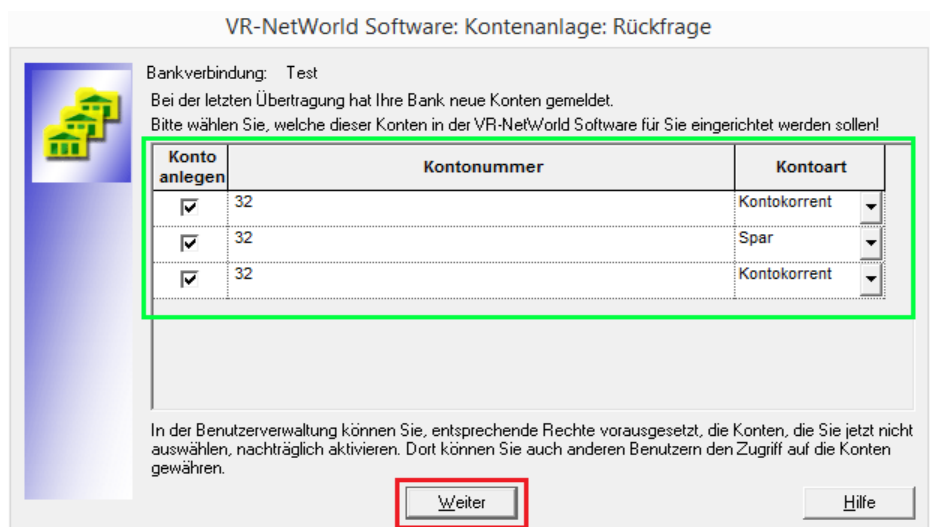 VR-NetWorld Software: Kontenanlage: Rückfrage
Bankverbindung: Test
Bei der letzten Übertragung hat Ihre Bank neue Konten gemeldet.
Bitte wählen Sie, welche dieser Konten in der VR-NetWorld Software für Sie eingerichtet werden sollen!
Konto anlegen Kontonummer Kontoart
32 Kontokorrent
32 Spar
32 Kontokorrent
In der Benutzerverwaltung können Sie, entsprechende Rechte vorausgesetzt, die Konten, die Sie jetzt nicht
auswählen, nachträglich aktivieren. Dort können Sie auch anderen Benutzern den Zugriff auf die Konten
gewähren.
Weiter Hilfe